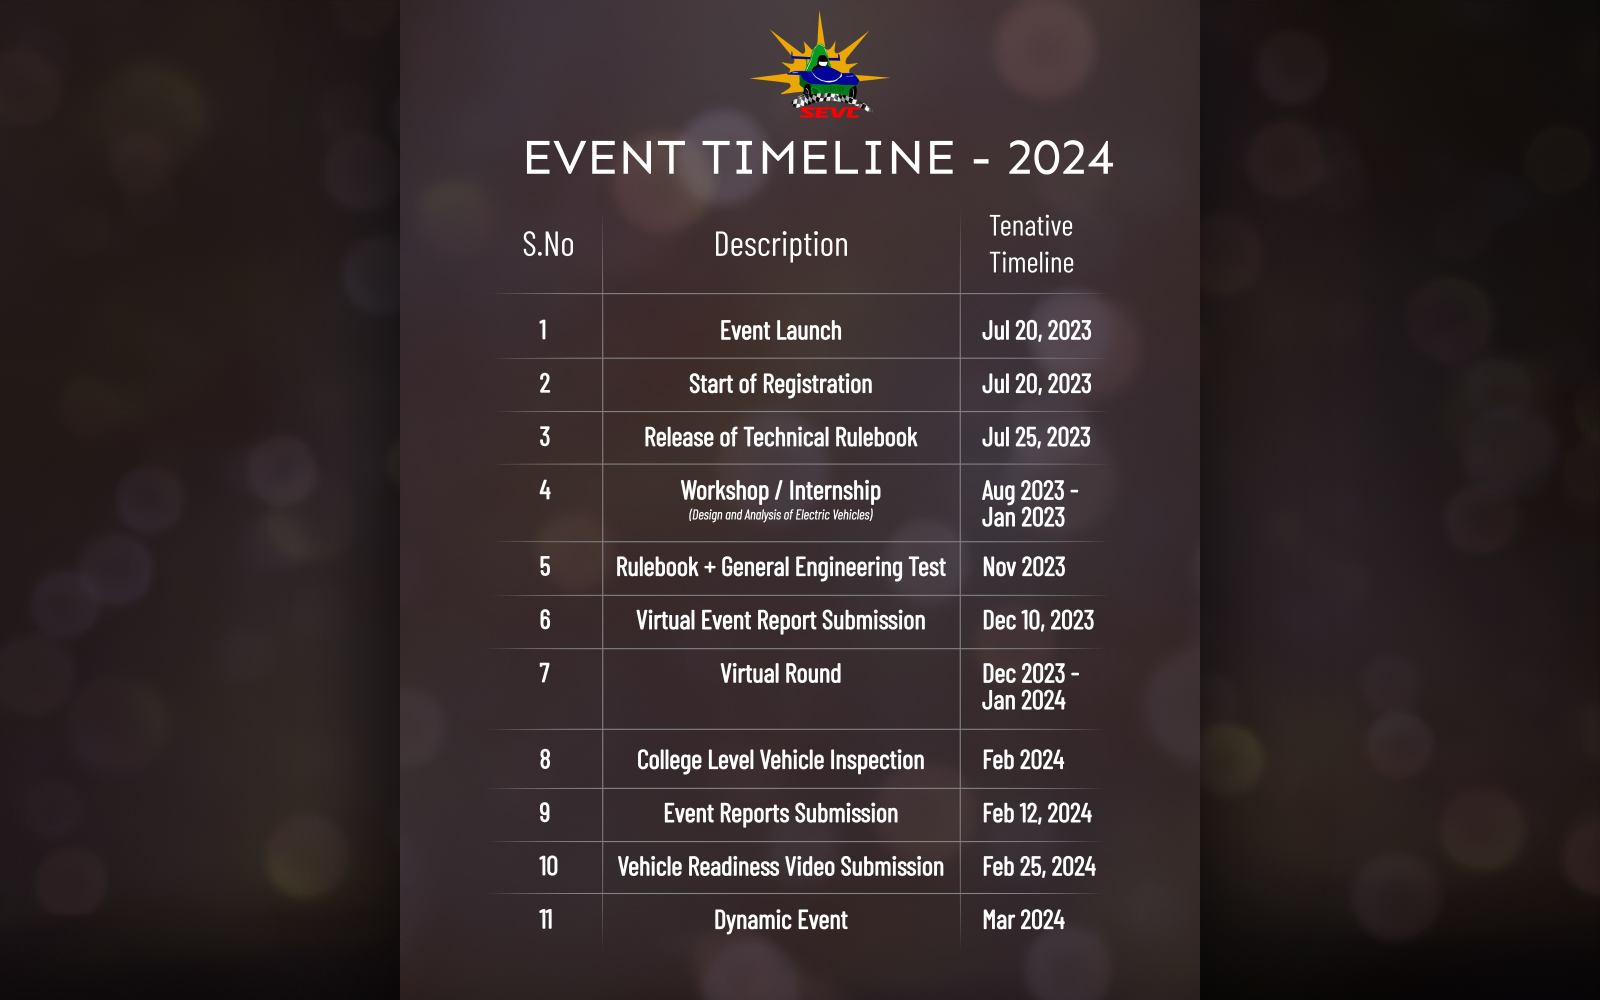 SEVC
EVENT TIMELINE - 2024
S.No Description Tenative
Timeline
1 Event Launch Jul 20, 2023
2 Start of Registration Jul 20, 2023
3 Release of Technical Rulebook Jul 25, 2023
4 Workshop / Internship Aug 2023 -
(Design and Analysis of Electric Vehicles) Jan 2023
5 Rulebook + General Engineering Test Nov 2023
6 Virtual Event Report Submission Dec 10, 2023
7 Virtual Round Dec 2023 -
Jan 2024
8 College Level Vehicle Inspection Feb 2024
9 Event Reports Submission Feb 12, 2024
10 Vehicle Readiness Video Submission Feb 25, 2024
11 Dynamic Event Mar 2024